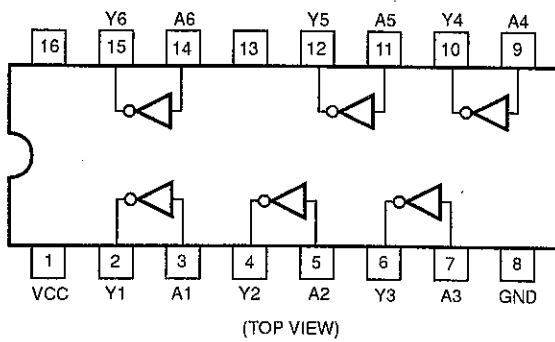 Y6 A6 Y5 A5 Y4 A4
16 15 14 13 12 11 10 9
1 2 3 4 5 6 7 8
VCC Y1 A1 Y2 A2 Y3 A3 GND
(TOP VIEW)